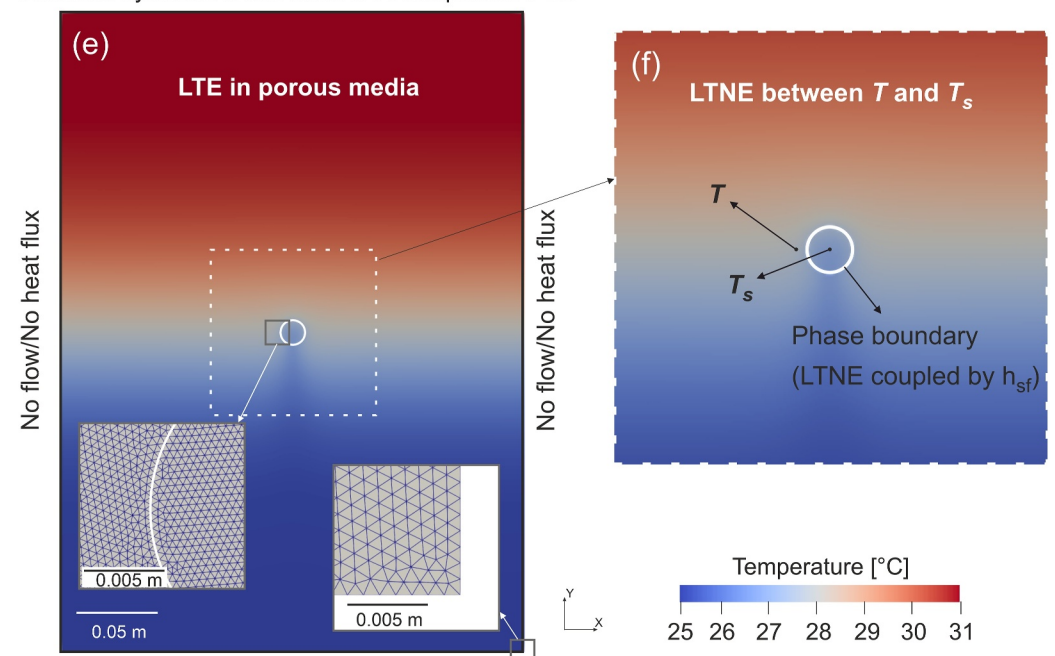 (e)
LTE in porous media
No flow/No heat flux
No flow/No heat flux
0.005 m
0.005 m
0.05 m
(f)
LTNE between T and Ts
T
Ts
Phase boundary
(LTNE coupled by hsf)
Temperature [°C]
25 26 27 28 29 30 31
Y
X